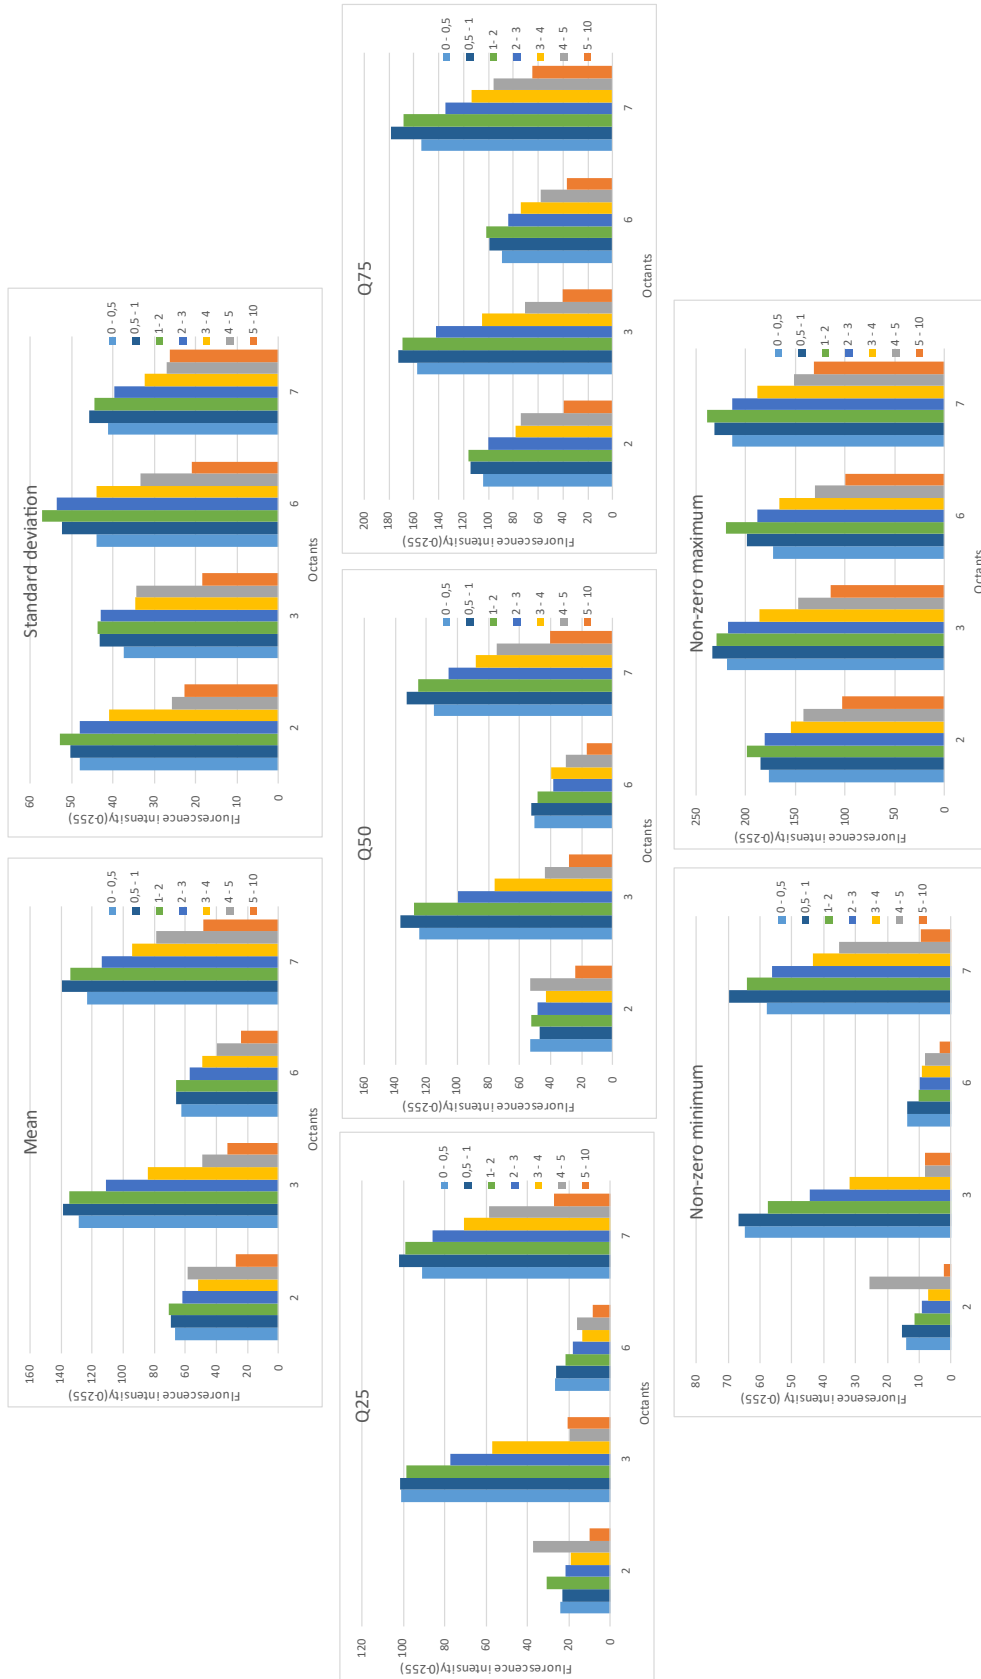 Mean
Fluorescence intensity(0-255)
160
140
120
100
80
60
40
20
0
2
3
6
7
Octants
0 - 0,5
0,5 - 1
1- 2
2 - 3
3 - 4
4 - 5
5 - 10
Standard deviation
Fluorescence intensity(0-255)
60
50
40
30
20
10
0
2
3
6
7
Octants
0 - 0,5
0,5 - 1
1- 2
2 - 3
3 - 4
4 - 5
5 - 10
Q25
Fluorescence intensity(0-255)
120
100
80
60
40
20
0
2
3
6
7
Octants
0 - 0,5
0,5 - 1
1- 2
2 - 3
3 - 4
4 - 5
5 - 10
Q50
Fluorescence intensity(0-255)
160
140
120
100
80
60
40
20
0
2
3
6
7
Octants
0 - 0,5
0,5 - 1
1- 2
2 - 3
3 - 4
4 - 5
5 - 10
Q75
Fluorescence intensity(0-255)
200
180
160
140
120
100
80
60
40
20
0
2
3
6
7
Octants
0 - 0,5
0,5 - 1
1- 2
2 - 3
3 - 4
4 - 5
5 - 10
Non-zero minimum
Fluorescence intensity (0-255)
80
70
60
50
40
30
20
10
0
2
3
6
7
0 - 0,5
0,5 - 1
1- 2
2 - 3
3 - 4
4 - 5
5 - 10
Non-zero maximum
Fluorescence intensity(0-255)
250
200
150
100
50
0
2
3
6
7
Octants
0 - 0,5
0,5 - 1
1- 2
2 - 3
3 - 4
4 - 5
5 - 10